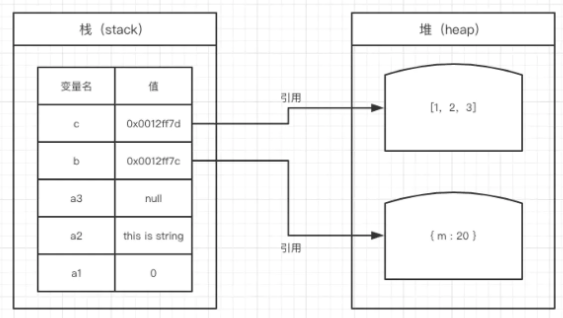 栈（stack）
变量名 值
c 0x0012ff7d
b 0x0012ff7c
a3 null
a2 this is string
a1 0
引用
引用
堆（heap）
[1, 2, 3]
{ m : 20 }